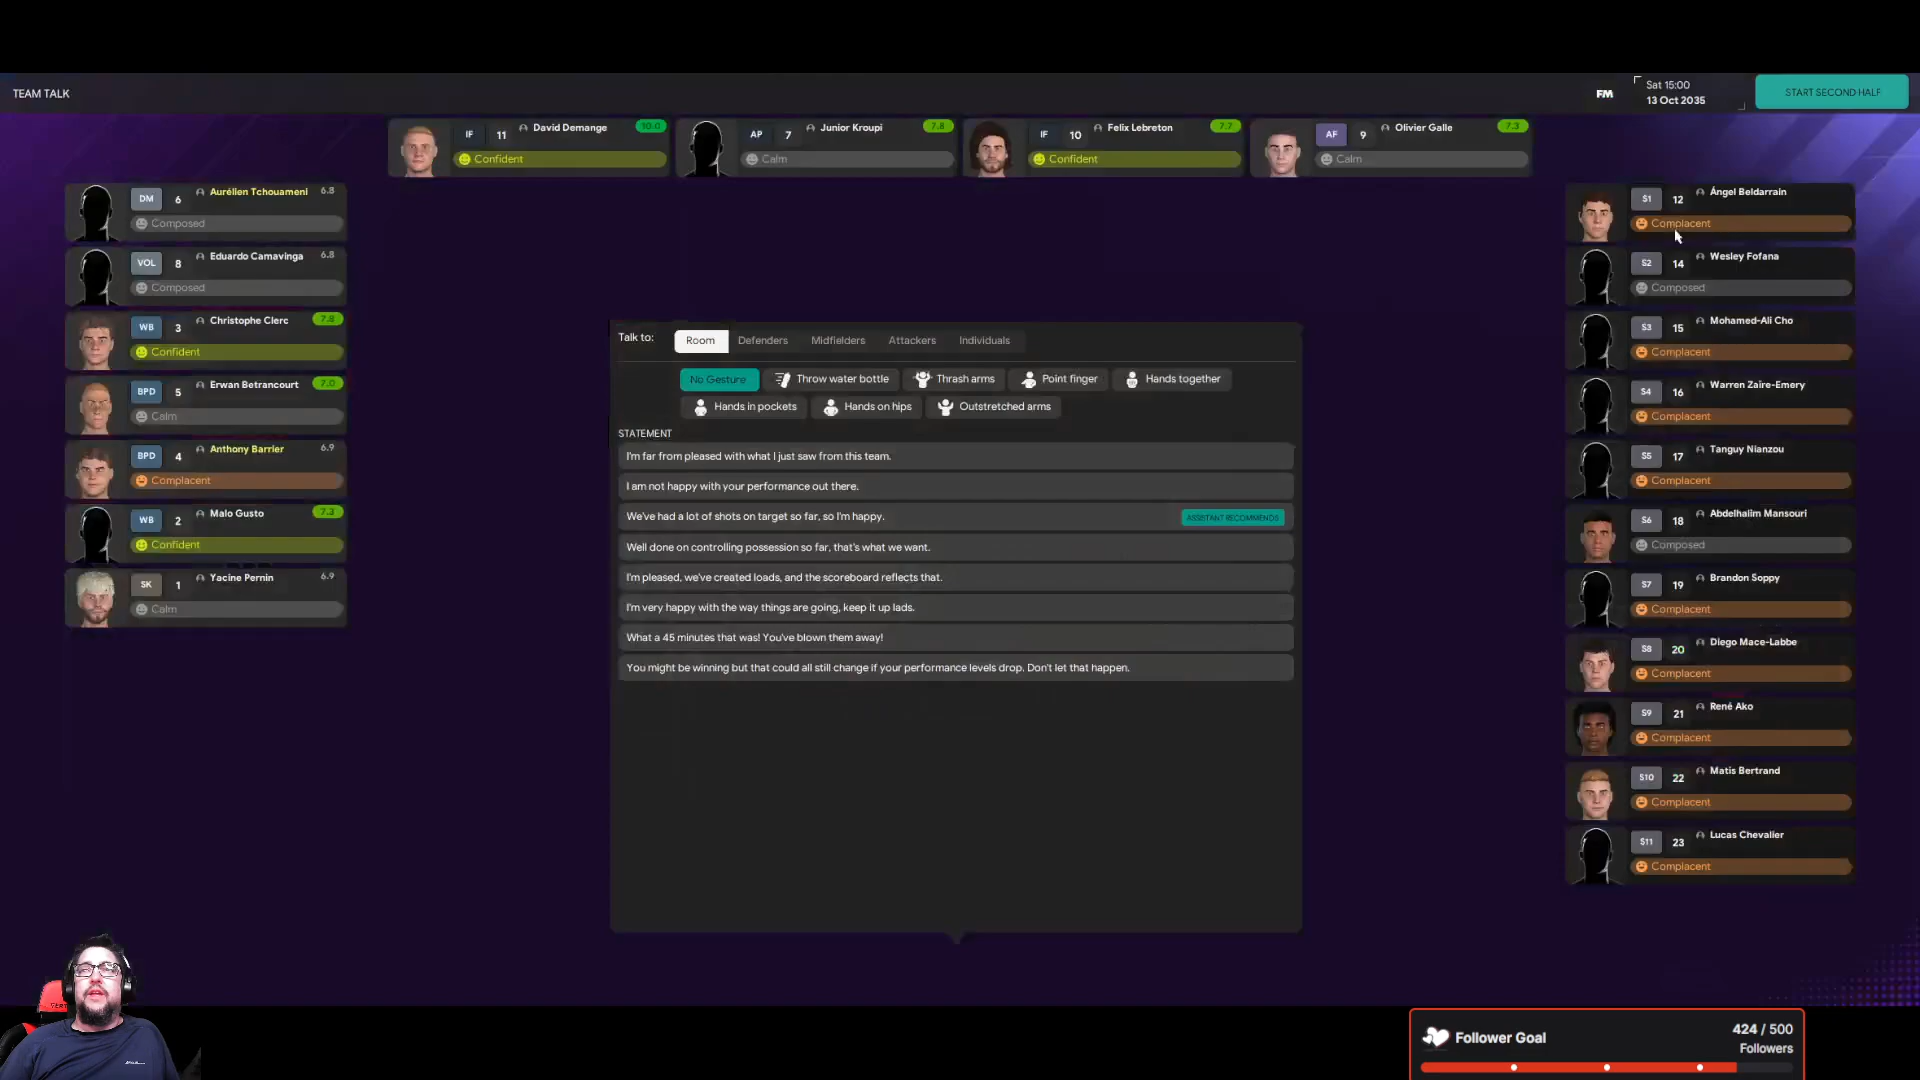 TEAM TALK
FM
Sat 15:00
13 Oct 2035
START SECOND HALF
IF 11 David Demange 10.0
Confident
AP 7 Junior Kroupi 7.8
Calm
IF 10 Felix Lebreton 7.7
Confident
AF 9 Olivier Galle 7.3
Calm
DM 6 Aurélien Tchouameni 6.8
Composed
VOL 8 Eduardo Camavinga 6.8
Composed
WB 3 Christophe Clerc 7.8
Confident
BPD 5 Erwan Betrancourt 7.0
Calm
BPD 4 Anthony Barrier 6.9
Complacent
WB 2 Malo Gusto 7.3
Confident
SK 1 Yacine Pernin 6.9
Calm
Talk to: Room Defenders Midfielders Attackers Individuals
No Gesture Throw water bottle Thrash arms Point finger Hands together
Hands in pockets Hands on hips Outstretched arms
STATEMENT
I'm far from pleased with what I just saw from this team.
I am not happy with your performance out there.
We've had a lot of shots on target so far, so I'm happy. ASSISTANT RECOMMENDS
Well done on controlling possession so far, that's what we want.
I'm pleased, we've created loads, and the scoreboard reflects that.
I'm very happy with the way things are going, keep it up lads.
What a 45 minutes that was! You've blown them away!
You might be winning but that could all still change if your performance levels drop. Don't let that happen.
S1 12 Ángel Beldarrain
Complacent
S2 14 Wesley Fofana
Composed
S3 15 Mohamed-Ali Cho
Complacent
S4 16 Warren Zaire-Emery
Complacent
S5 17 Tanguy Nianzou
Complacent
S6 18 Abdelhalim Mansouri
Composed
S7 19 Brandon Soppy
Complacent
S8 20 Diego Mace-Labbe
Complacent
S9 21 René Ako
Complacent
S10 22 Matis Bertrand
Complacent
S11 23 Lucas Chevalier
Complacent
Follower Goal
424 / 500
Followers